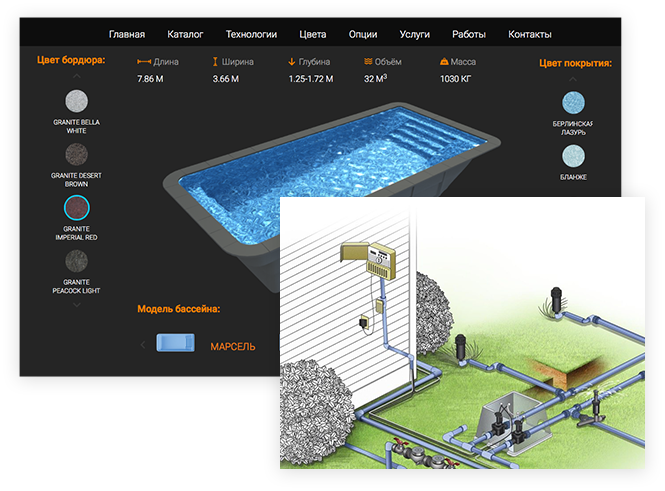 Главная Каталог Технологии Цвета Опции Услуги Работы Контакты
Цвет бордюра:
GRANITE BELLA
WHITE
GRANITE DESERT
BROWN
GRANITE
IMPERIAL RED
GRANITE
PEACOCK LIGHT
Длина Ширина Глубина Объём Масса
7.86 М 3.66 М 1.25-1.72 М 32 М³ 1030 КГ
Цвет покрытия:
БЕРЛИНСКАЯ
ЛАЗУРЬ
БЛАНЖЕ
Модель бассейна:
МАРСЕЛЬ